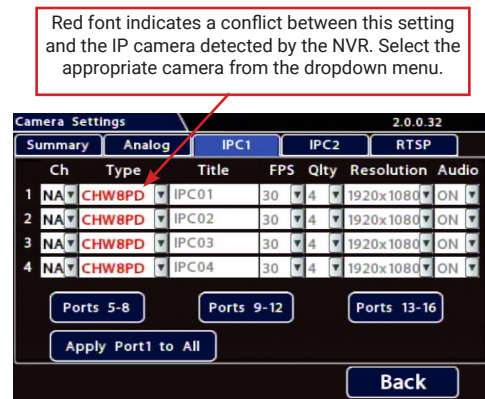 Red font indicates a conflict between this setting
and the IP camera detected by the NVR. Select the
appropriate camera from the dropdown menu.
Camera Settings 2.0.0.32
Summary Analog IPC1 IPC2 RTSP
Ch Type Title FPS Qlty Resolution Audio
1 NA CHW8PD IPC01 30 4 1920x1080 ON
2 NA CHW8PD IPC02 30 4 1920x1080 ON
3 NA CHW8PD IPC03 30 4 1920x1080 ON
4 NA CHW8PD IPC04 30 4 1920x1080 ON
Ports 5-8 Ports 9-12 Ports 13-16
Apply Port1 to All
Back